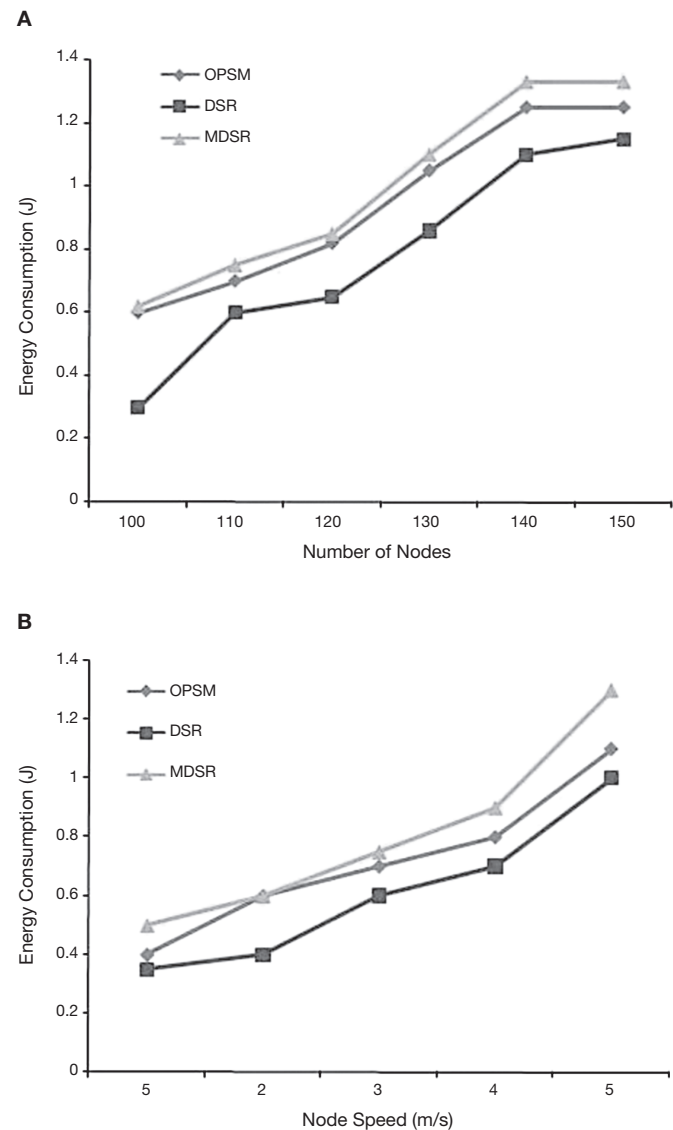 A
1.4
1.2
1
0.8
0.6
0.4
0.2
0
Energy Consumption (J)
OPSM
DSR
MDSR
100 110 120 130 140 150
Number of Nodes
B
1.4
1.2
1
0.8
0.6
0.4
0.2
0
Energy Consumption (J)
OPSM
DSR
MDSR
5 2 3 4 5
Node Speed (m/s)